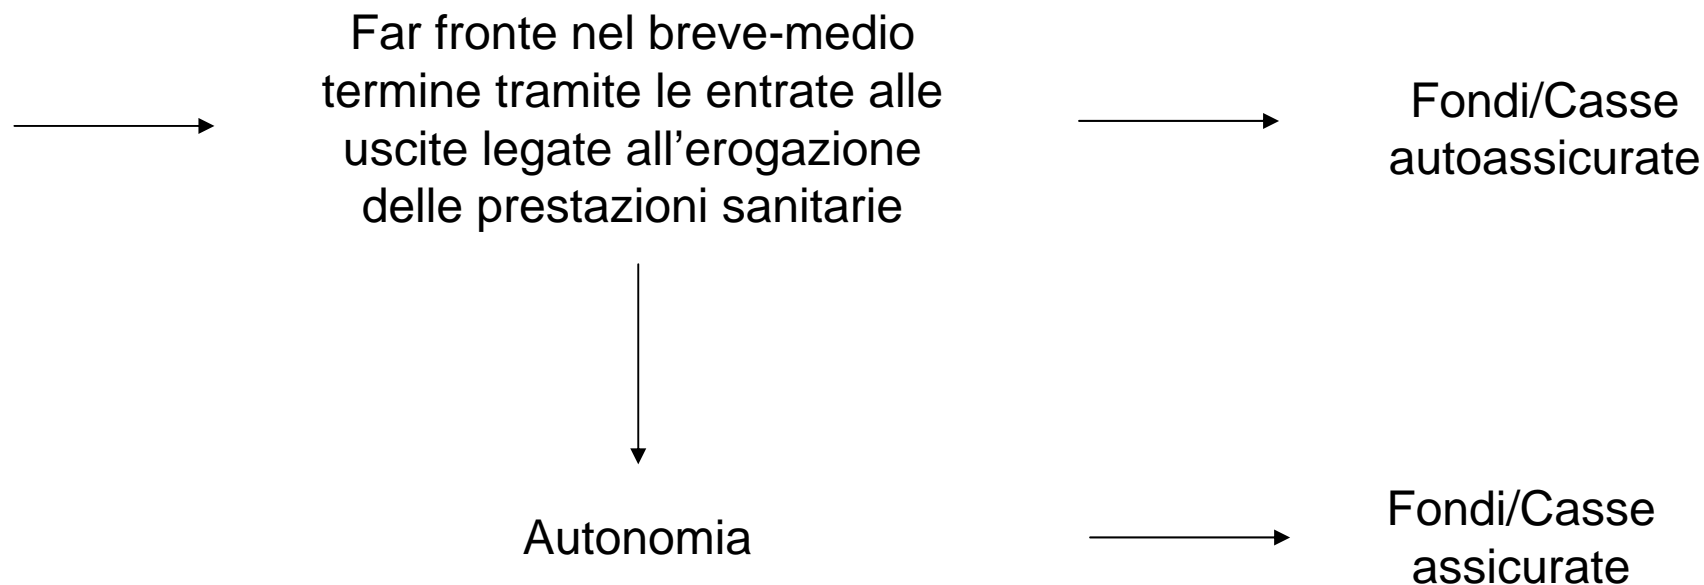 Far fronte nel breve-medio
termine tramite le entrate alle
uscite legate all’erogazione
delle prestazioni sanitarie
Fondi/Casse
autoassicurate
Autonomia
Fondi/Casse
assicurate